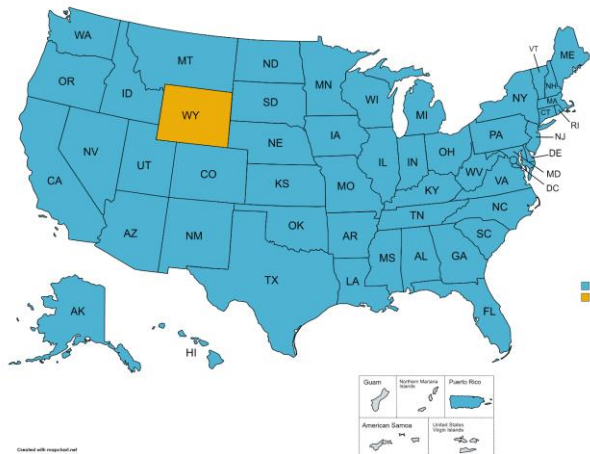 WA
MT
ND
MN
VT
ME
OR
ID
WY
SD
WI
MI
NY
NH
MA
CT
RI
NV
UT
CO
NE
IA
IL
IN
OH
PA
NJ
DE
MD
DC
CA
KS
MO
KY
WV
VA
AZ
NM
OK
AR
TN
NC
SC
TX
LA
MS
AL
GA
FL
AK
HI
Guam
Northern Mariana
Islands
Puerto Rico
American Samoa
United States
Virgin Islands
Created with mapchart.net